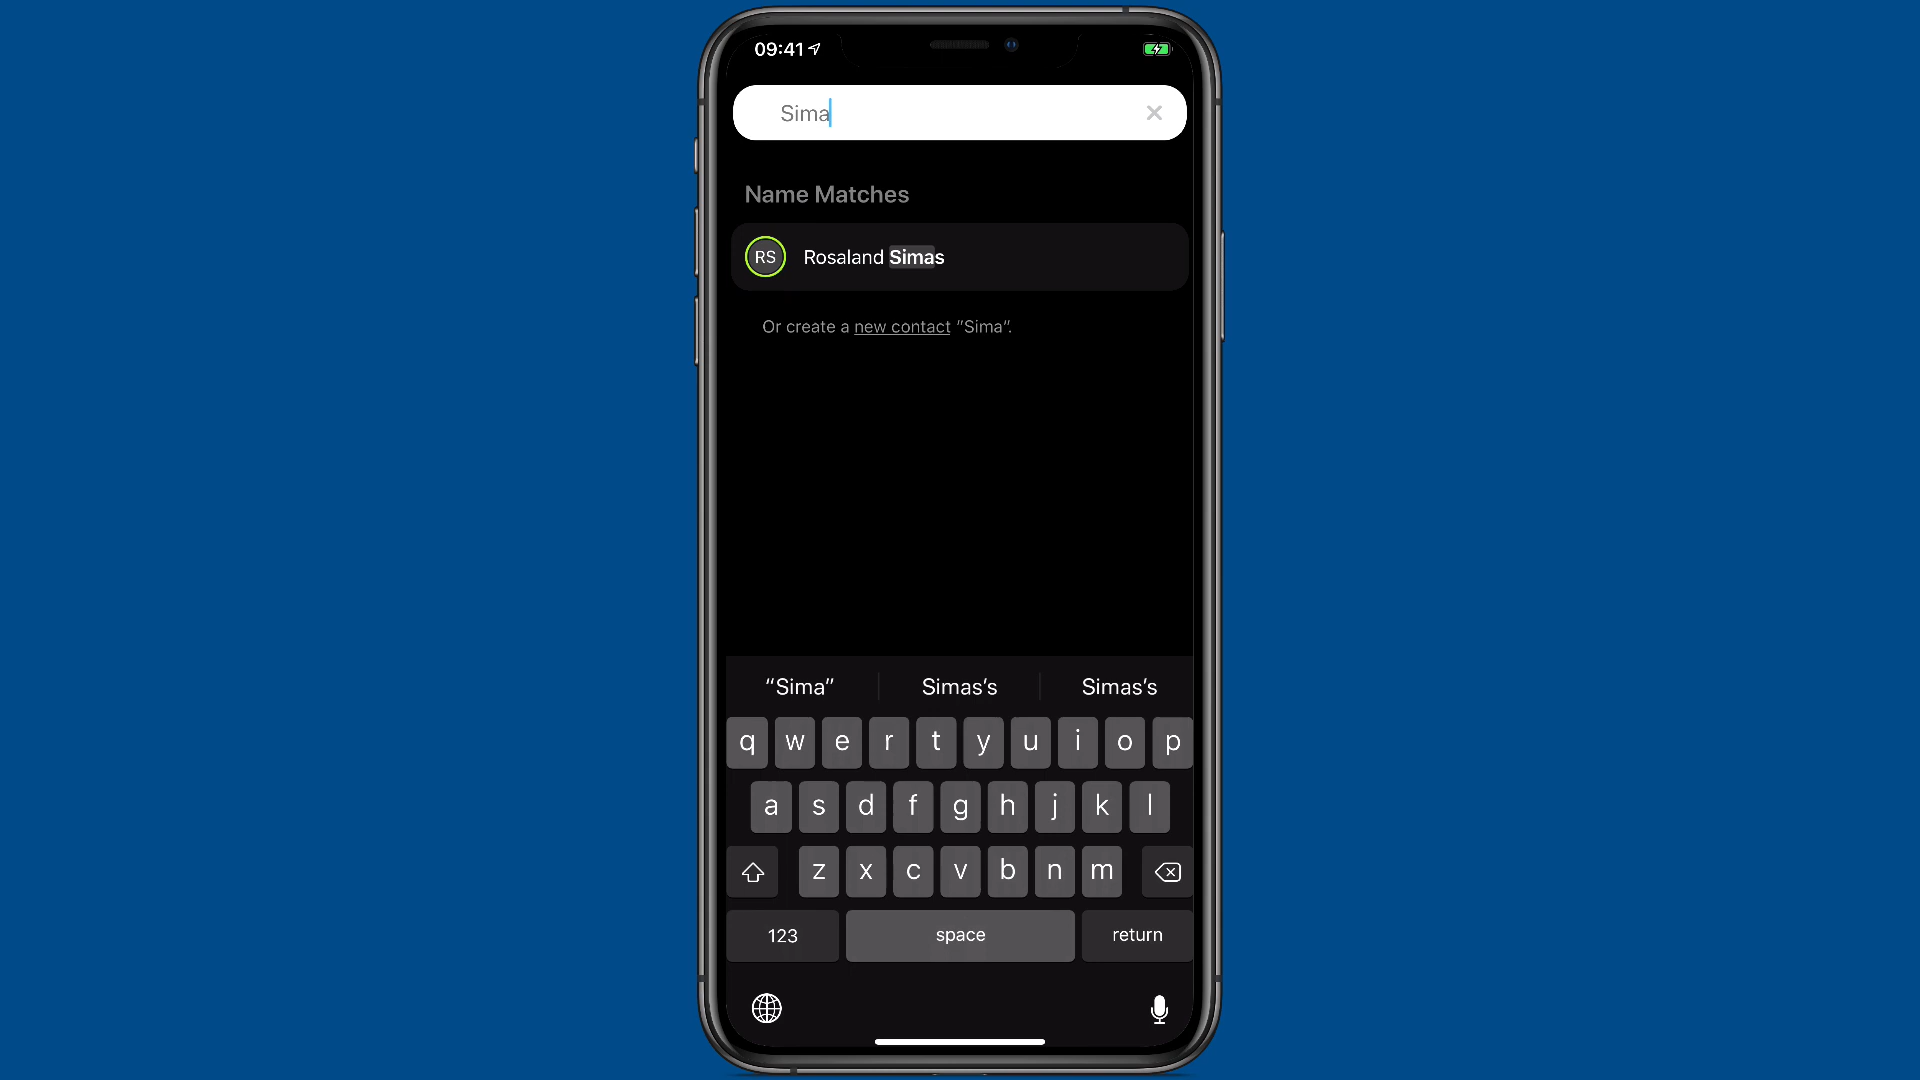 09:41
Sima
Name Matches
RS Rosaland Simas
Or create a new contact “Sima”.
“Sima” Simas’s Simas’s
q w e r t y u i o p
a s d f g h j k l
z x c v b n m
123 space return